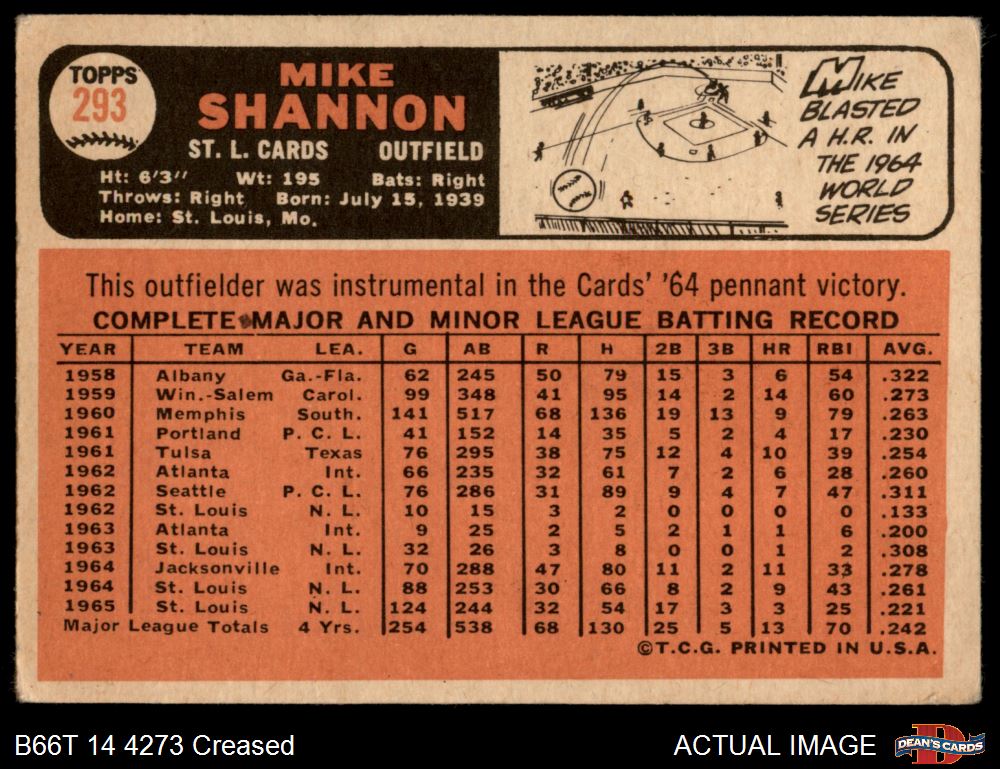 TOPPS
293
MIKE
SHANNON
ST. L. CARDS OUTFIELD
Ht: 6'3" Wt: 195 Bats: Right
Throws: Right Born: July 15, 1939
Home: St. Louis, Mo.
MIKE
BLASTED
A H.R. IN
THE 1964
WORLD
SERIES
This outfielder was instrumental in the Cards' '64 pennant victory.
COMPLETE MAJOR AND MINOR LEAGUE BATTING RECORD
YEAR TEAM LEA. G AB R H 2B 3B HR RBI AVG.
1958 Albany Ga.-Fla. 62 245 50 79 15 3 6 54 .322
1959 Win.-Salem Carol. 99 348 41 95 14 2 14 60 .273
1960 Memphis South. 141 517 68 136 19 13 9 79 .263
1961 Portland P. C. L. 41 152 14 35 5 2 4 17 .230
1961 Tulsa Texas 76 295 38 75 12 4 10 39 .254
1962 Atlanta Int. 66 235 32 61 7 2 6 28 .260
1962 Seattle P. C. L. 76 286 31 89 9 4 7 47 .311
1962 St. Louis N. L. 10 15 3 2 0 0 0 0 .133
1963 Atlanta Int. 9 25 2 5 2 1 1 6 .200
1963 St. Louis N. L. 32 26 3 8 0 0 1 2 .308
1964 Jacksonville Int. 70 288 47 80 11 2 11 33 .278
1964 St. Louis N. L. 88 253 30 66 8 2 9 43 .261
1965 St. Louis N. L. 124 244 32 54 17 3 3 25 .221
Major League Totals 4 Yrs. 254 538 68 130 25 5 13 70 .242
©T.C.G. PRINTED IN U.S.A.
B66T 14 4273 Creased ACTUAL IMAGE
DEAN'S CARDS